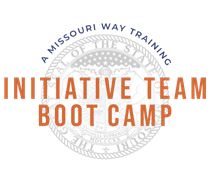 A MISSOURI WAY TRAINING
INITIATIVE TEAM
BOOT CAMP